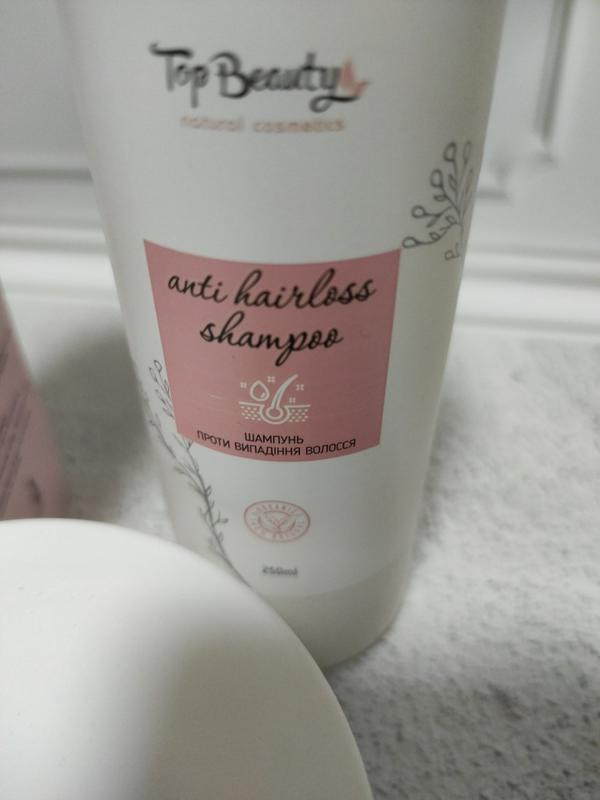 Top Beauty
natural cosmetics
anti hairloss
shampoo
ШАМПУНЬ
ПРОТИ ВИПАДІННЯ ВОЛОССЯ
250ml